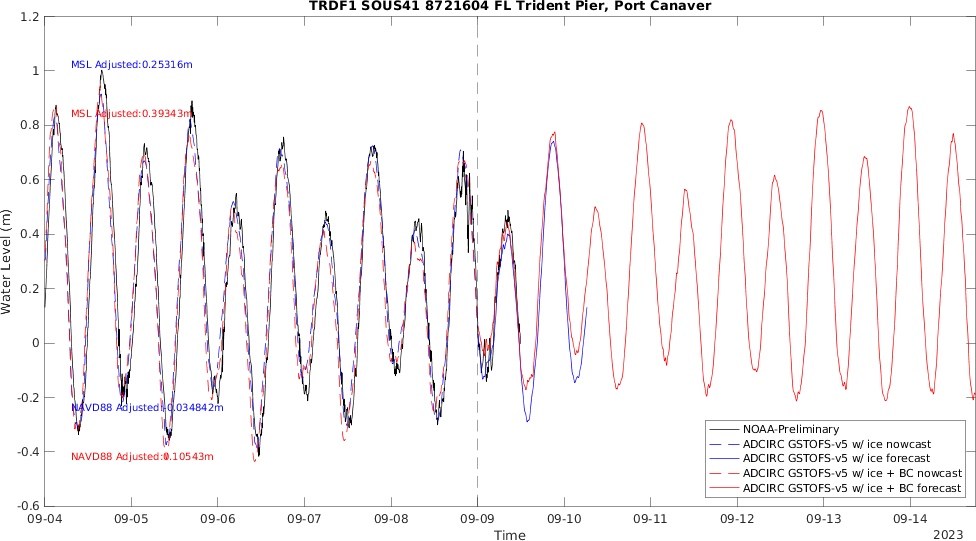 TRDF1 SOUS41 8721604 FL Trident Pier, Port Canaver
1.2
1
0.8
0.6
0.4
0.2
0
-0.2
-0.4
-0.6
Water Level (m)
MSL Adjusted:0.25316m
MSL Adjusted:0.39343m
NAVD88 Adjusted:-0.034842m
NAVD88 Adjusted:0.10543m
NOAA-Preliminary
ADCIRC GSTOFS-v5 w/ ice nowcast
ADCIRC GSTOFS-v5 w/ ice forecast
ADCIRC GSTOFS-v5 w/ ice + BC nowcast
ADCIRC GSTOFS-v5 w/ ice + BC forecast
09-04 09-05 09-06 09-07 09-08 09-09 09-10 09-11 09-12 09-13 09-14
Time
2023